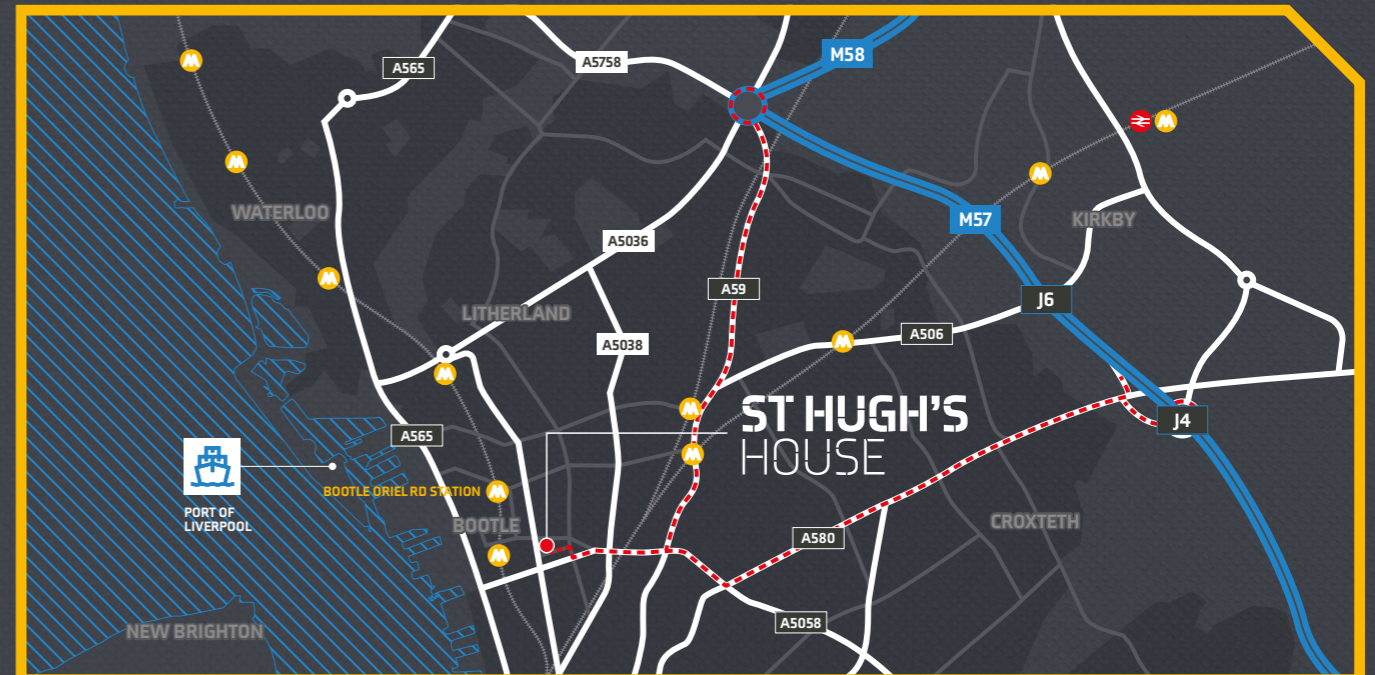 M58
A5758
A565
WATERLOO
M57
KIRKBY
A5036
A59
J6
LITHERLAND
A506
A5038
ST HUGH'S
HOUSE
J4
A565
BOOTLE ORIEL RD STATION
PORT OF
LIVERPOOL
BOOTLE
CROXTETH
A580
A5058
NEW BRIGHTON